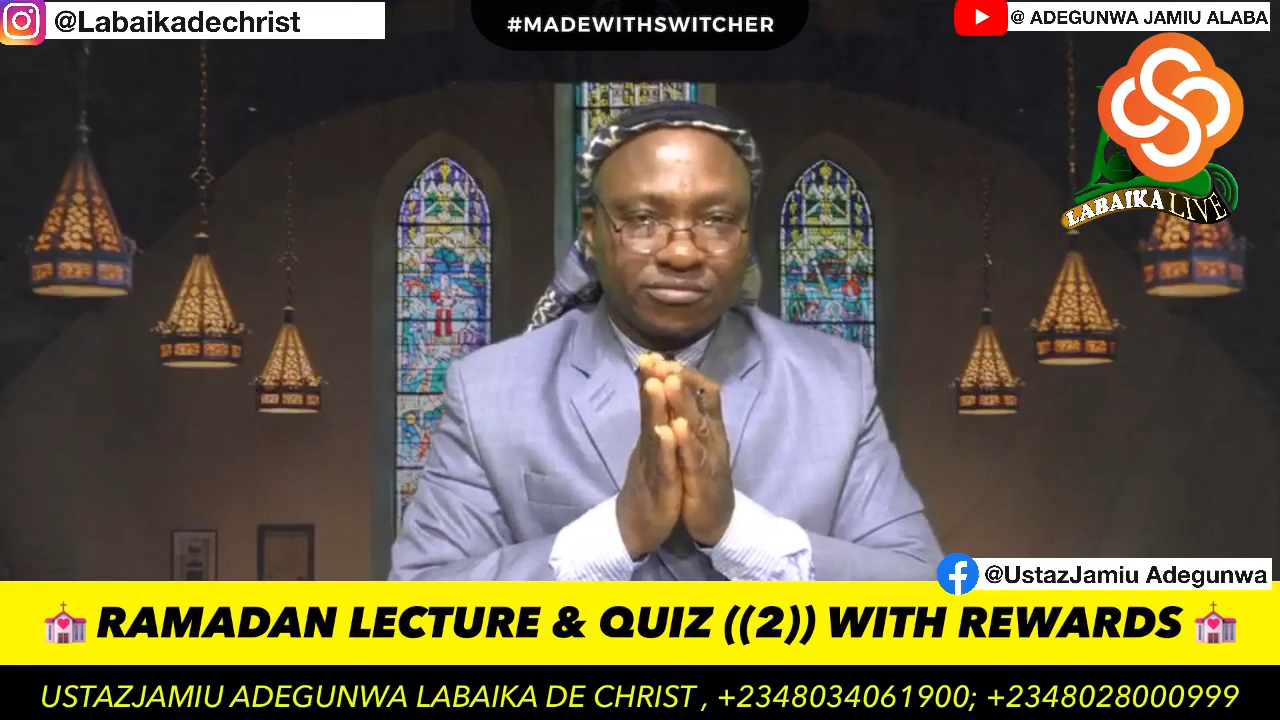 @Labaikadechrist
#MADEWITHSWITCHER
@ ADEGUNWA JAMIU ALABA
LABAIKA LIVE
@UstazJamiu Adegunwa
RAMADAN LECTURE & QUIZ ((2)) WITH REWARDS
USTAZJAMIU ADEGUNWA LABAIKA DE CHRIST , +2348034061900; +2348028000999